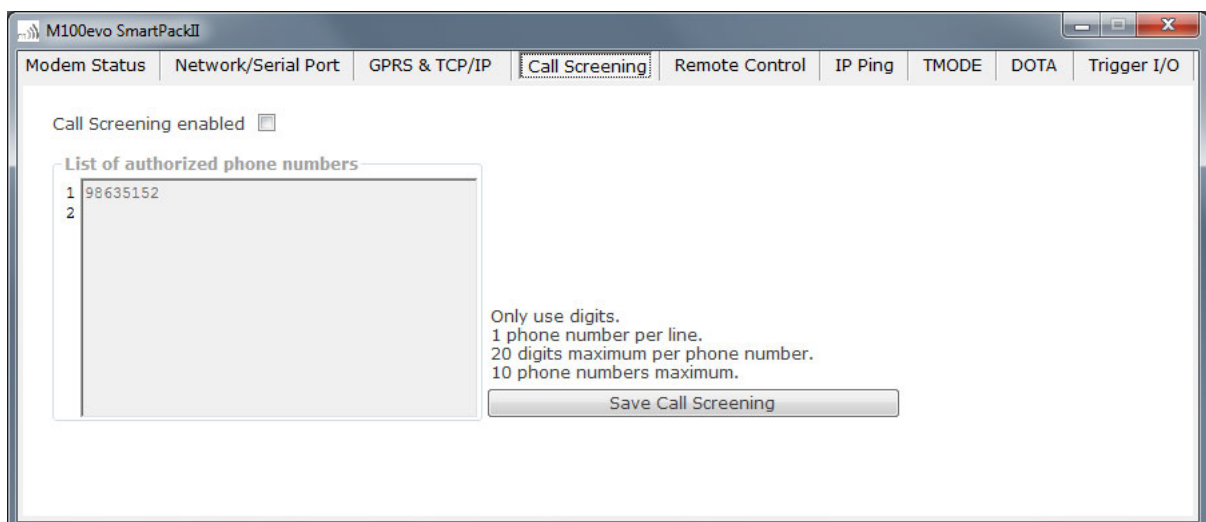 M100evo SmartPackII
Modem Status Network/Serial Port GPRS & TCP/IP Call Screening Remote Control IP Ping TMODE DOTA Trigger I/O
Call Screening enabled
List of authorized phone numbers
1 98635152
2
Only use digits.
1 phone number per line.
20 digits maximum per phone number.
10 phone numbers maximum.
Save Call Screening